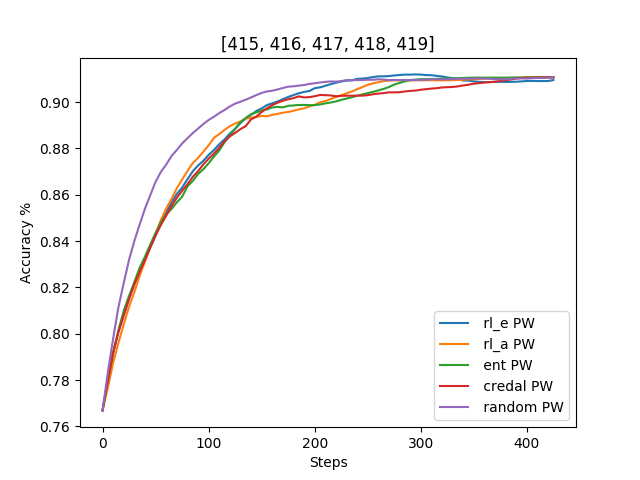 [415, 416, 417, 418, 419]
Accuracy %
0.90
0.88
0.86
0.84
0.82
0.80
0.78
0.76
rl_e PW
rl_a PW
ent PW
credal PW
random PW
0
100
200
300
400
Steps